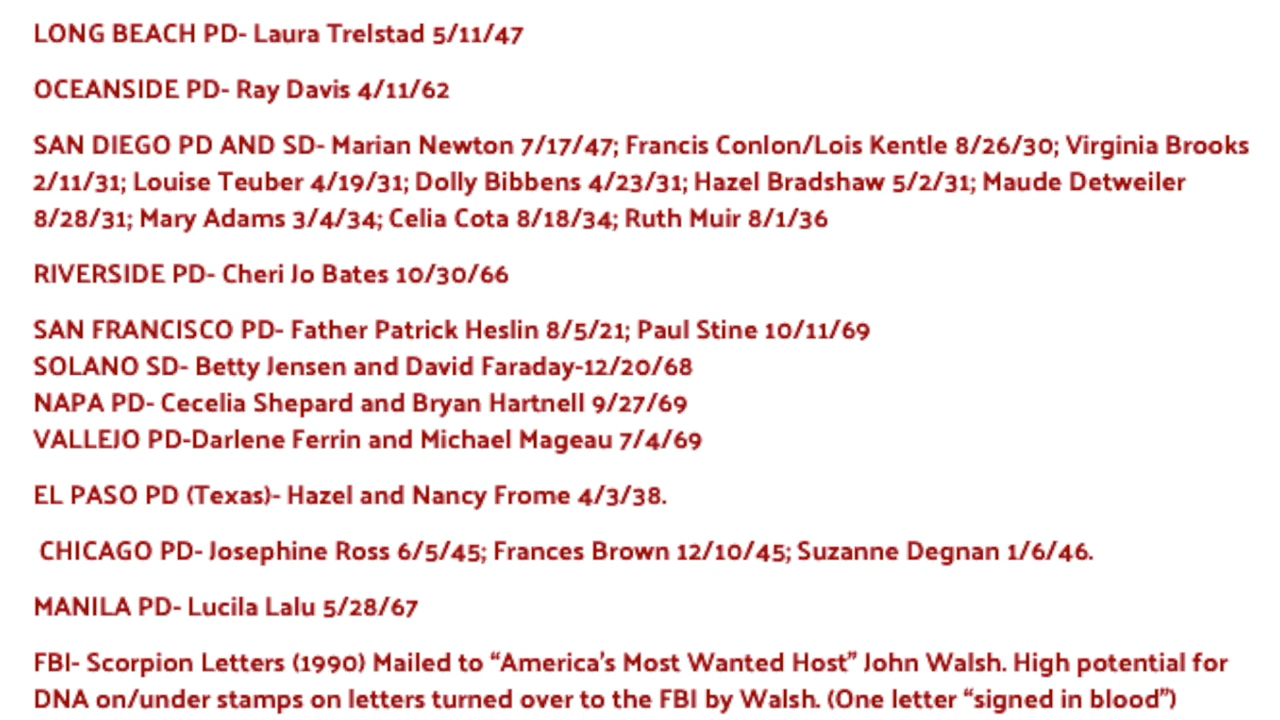 LONG BEACH PD- Laura Trelstad 5/11/47
OCEANSIDE PD- Ray Davis 4/11/62
SAN DIEGO PD AND SD- Marian Newton 7/17/47; Francis Conlon/Lois Kentle 8/26/30; Virginia Brooks
2/11/31; Louise Teuber 4/19/31; Dolly Bibbens 4/23/31; Hazel Bradshaw 5/2/31; Maude Detweiler
8/28/31; Mary Adams 3/4/34; Celia Cota 8/18/34; Ruth Muir 8/1/36
RIVERSIDE PD- Cheri Jo Bates 10/30/66
SAN FRANCISCO PD- Father Patrick Heslin 8/5/21; Paul Stine 10/11/69
SOLANO SD- Betty Jensen and David Faraday-12/20/68
NAPA PD- Cecelia Shepard and Bryan Hartnell 9/27/69
VALLEJO PD-Darlene Ferrin and Michael Mageau 7/4/69
EL PASO PD (Texas)- Hazel and Nancy Frome 4/3/38.
CHICAGO PD- Josephine Ross 6/5/45; Frances Brown 12/10/45; Suzanne Degnan 1/6/46.
MANILA PD- Lucila Lalu 5/28/67
FBI- Scorpion Letters (1990) Mailed to “America’s Most Wanted Host” John Walsh. High potential for
DNA on/under stamps on letters turned over to the FBI by Walsh. (One letter “signed in blood”)